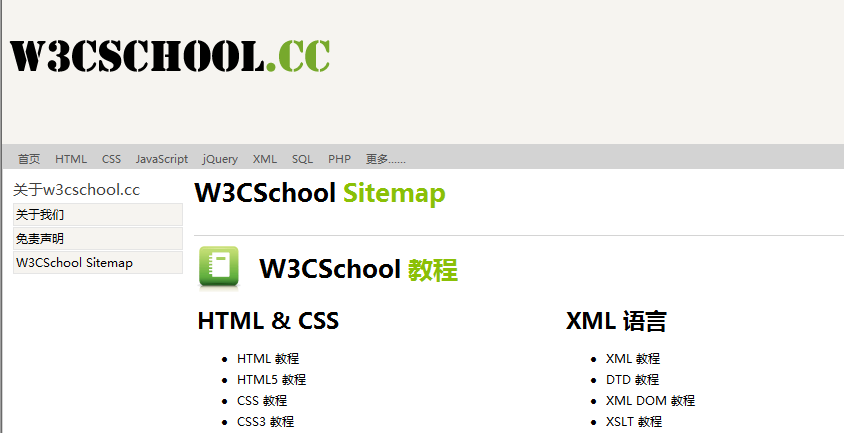 W3CSCHOOL.CC
首页 HTML CSS JavaScript jQuery XML SQL PHP 更多......
关于w3cschool.cc
关于我们
免责声明
W3CSchool Sitemap
W3CSchool Sitemap
W3CSchool 教程
HTML & CSS
HTML 教程
HTML5 教程
CSS 教程
CSS3 教程
XML 语言
XML 教程
DTD 教程
XML DOM 教程
XSLT 教程